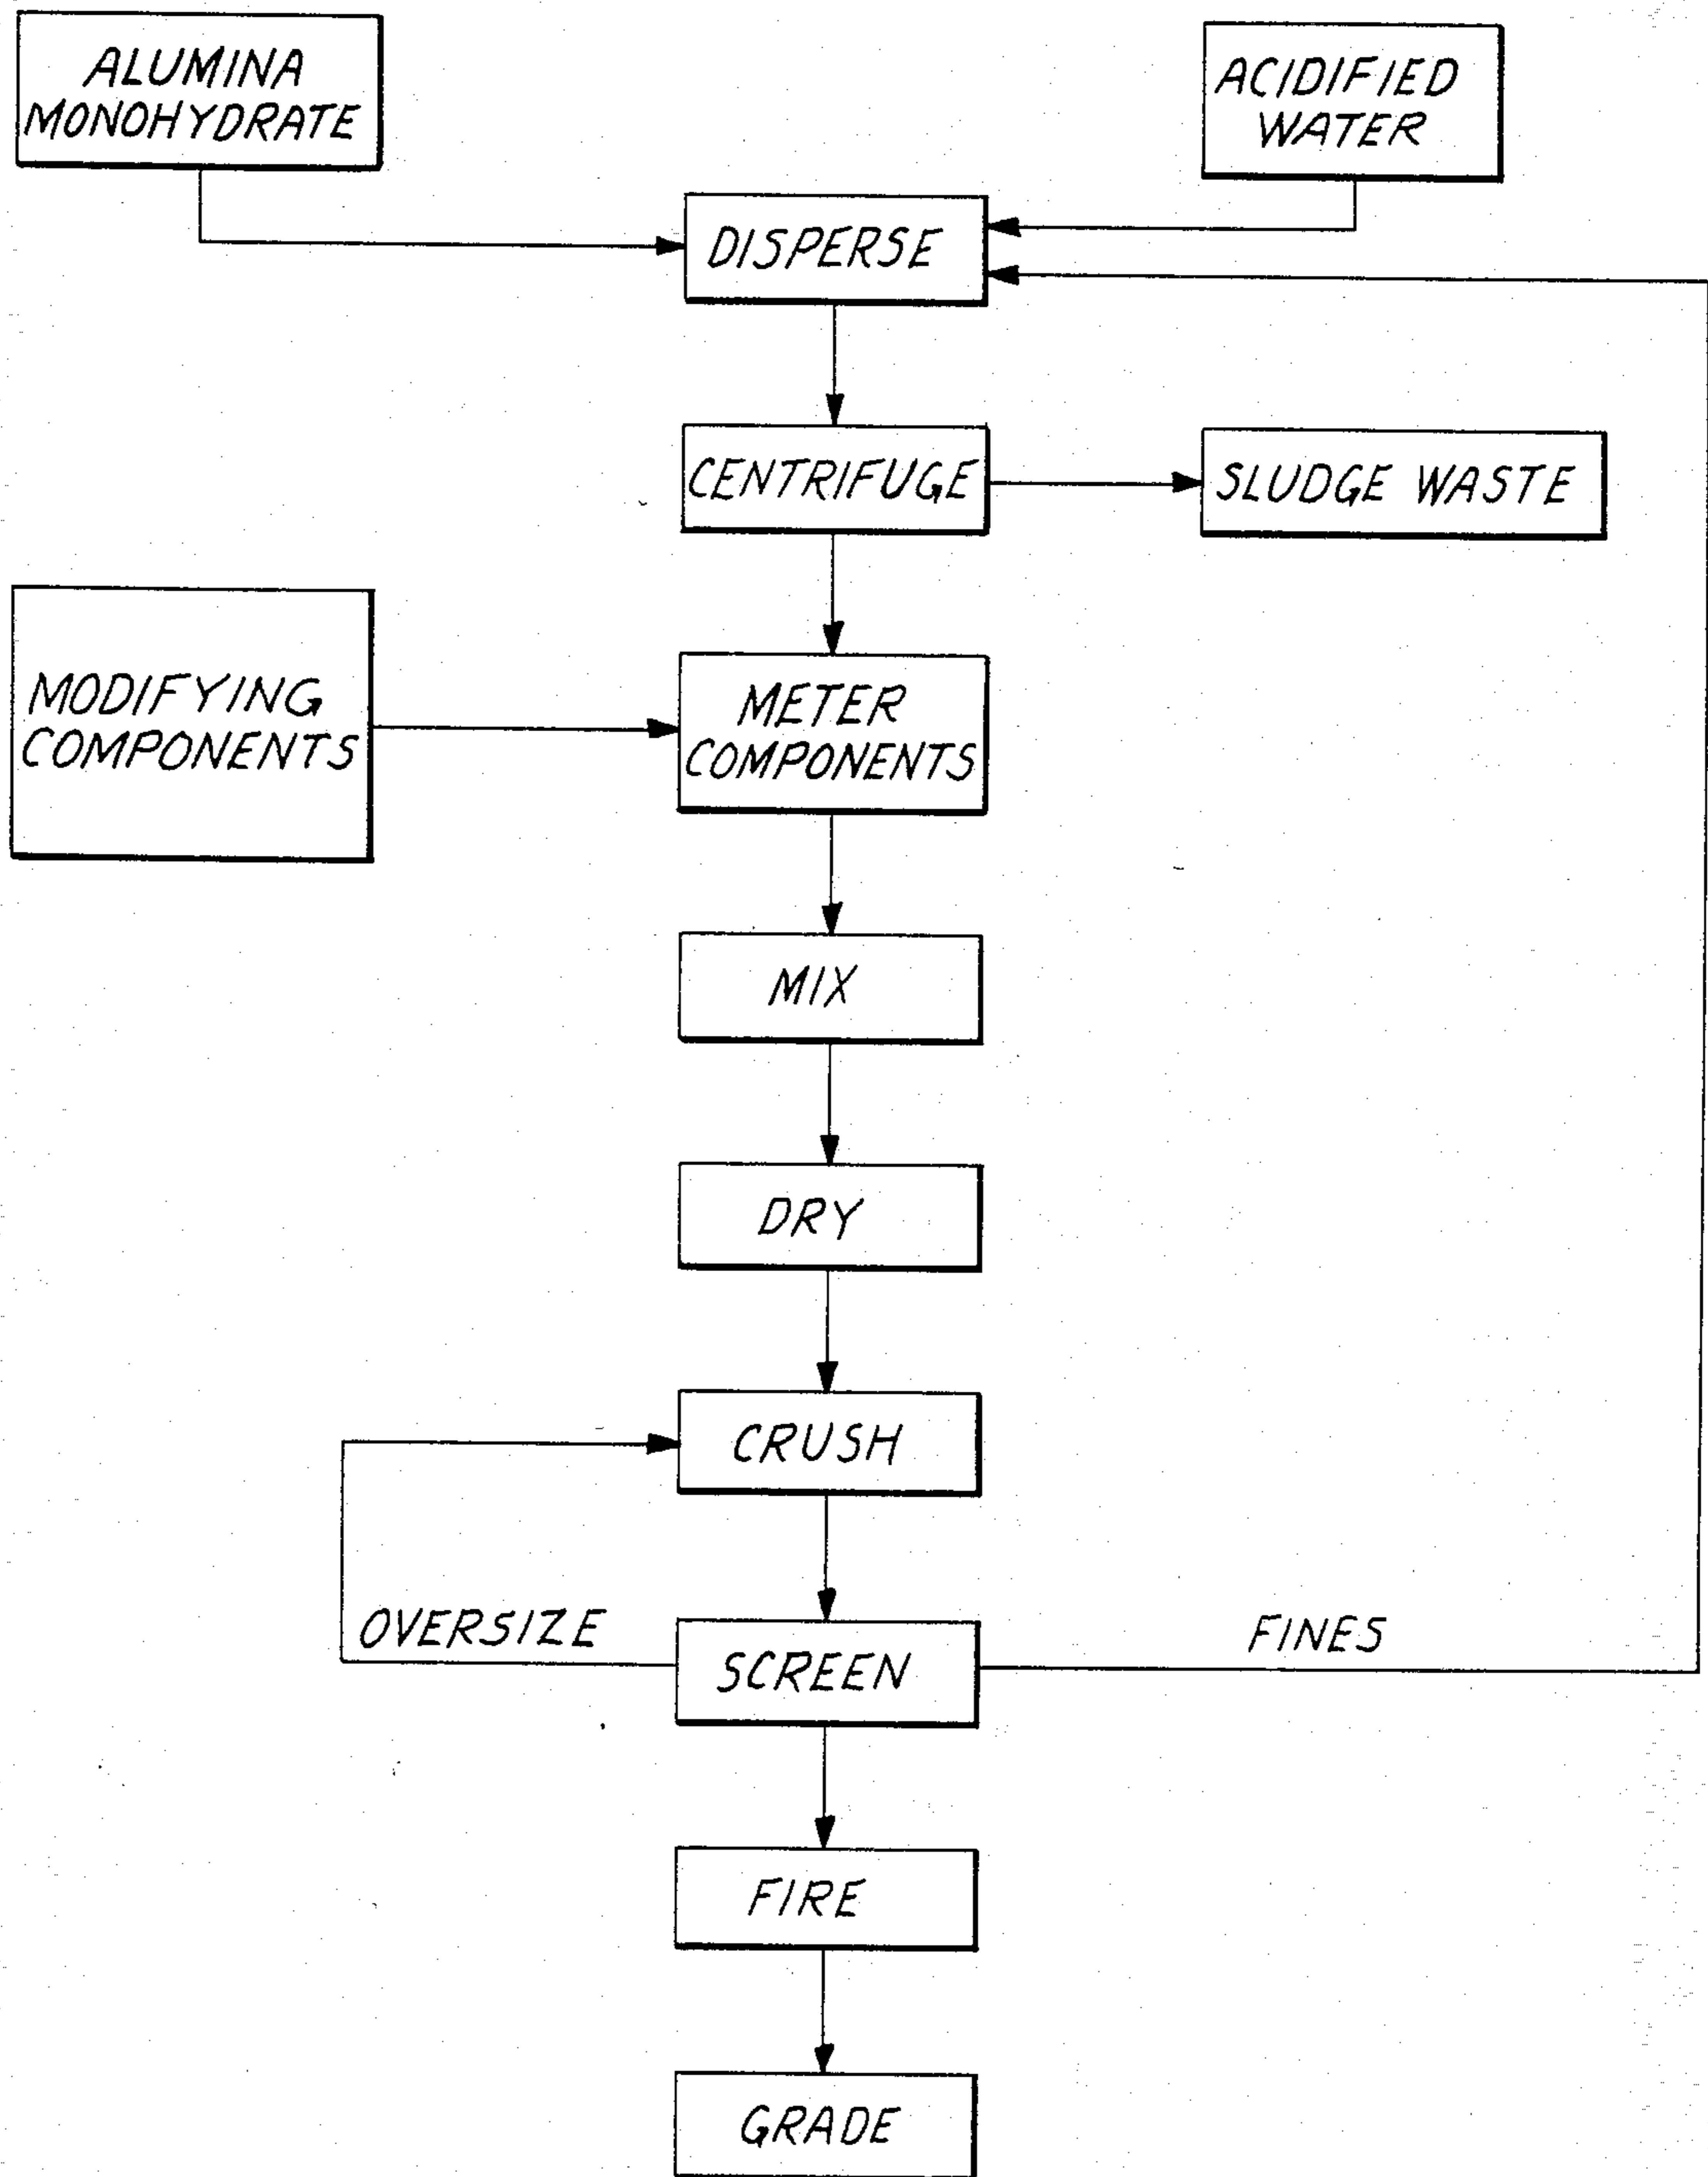 ALUMINA
MONOHYDRATE
ACIDIFIED
WATER
DISPERSE
CENTRIFUGE
SLUDGE WASTE
MODIFYING
COMPONENTS
METER
COMPONENTS
MIX
DRY
CRUSH
OVERSIZE
FINES
SCREEN
FIRE
GRADE